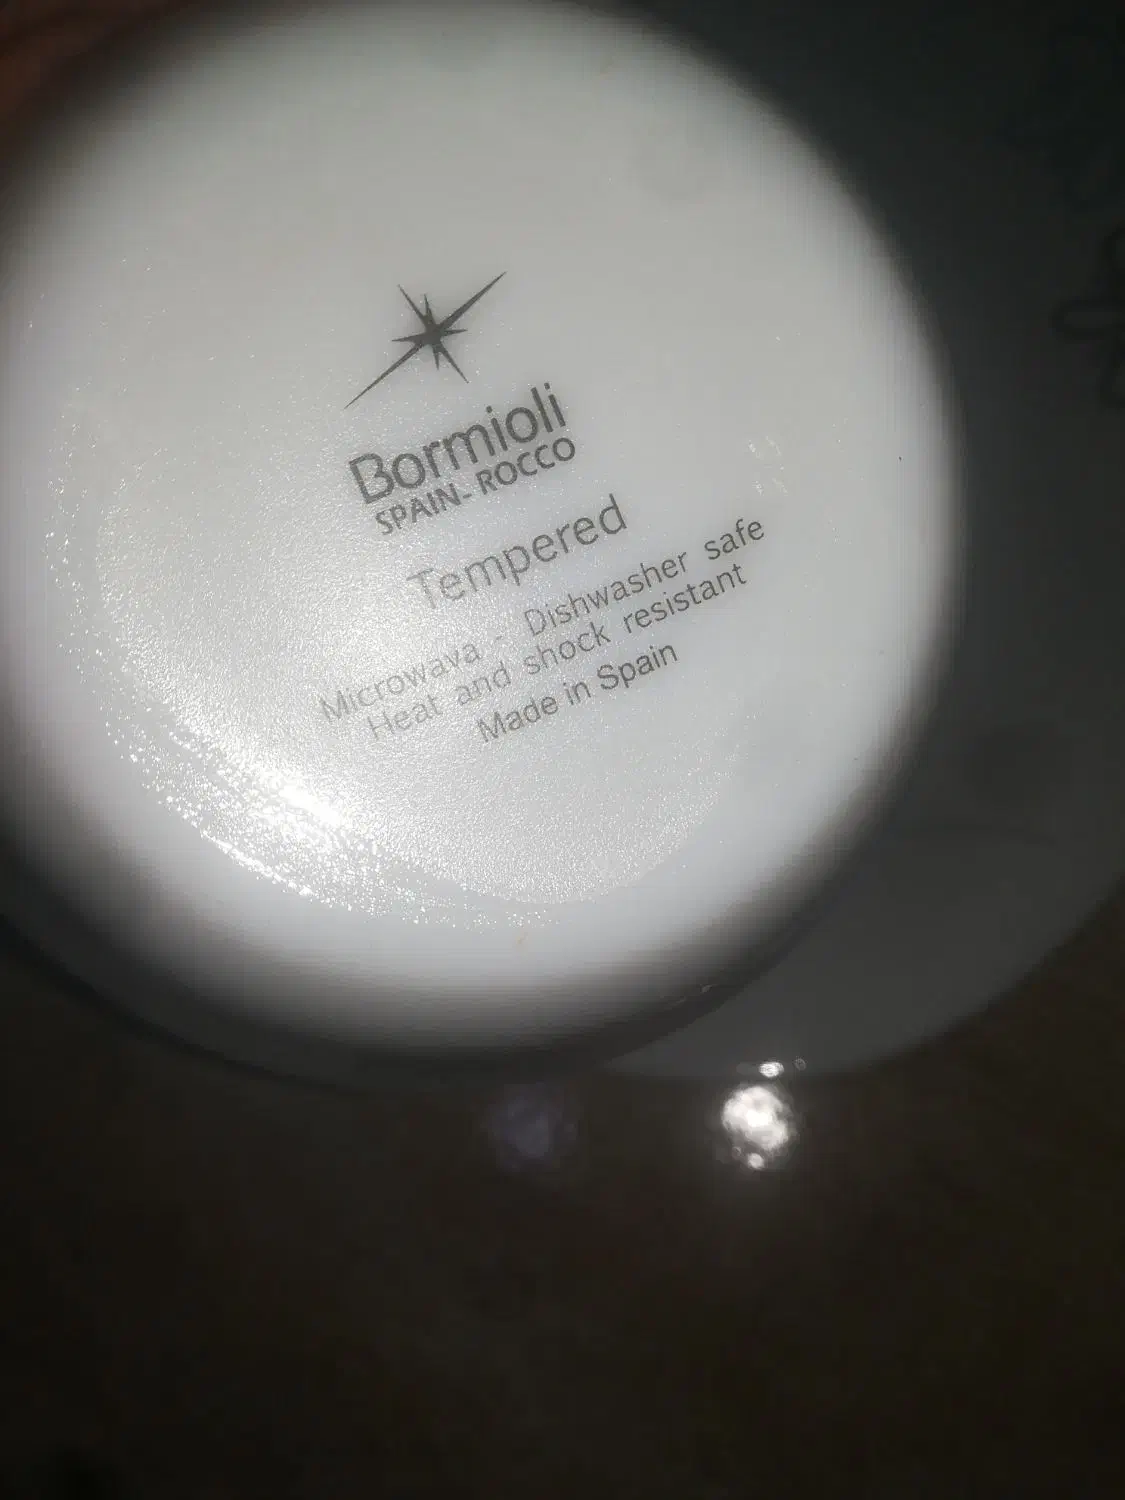 Bormioli
SPAIN-ROCCO
Tempered
Microwava - Dishwasher safe
Heat and shock resistant
Made in Spain